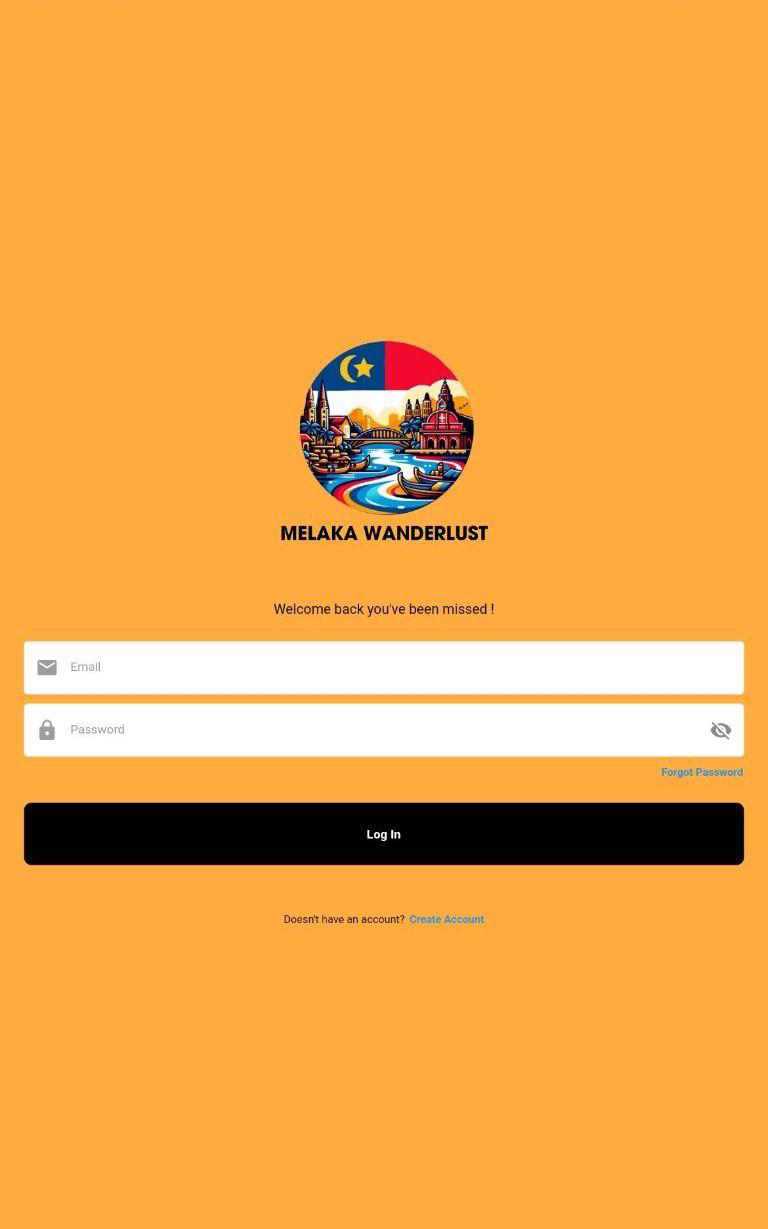 MELAKA WANDERLUST
Welcome back you've been missed !
Email
Password
Forgot Password
Log In
Doesn't have an account? Create Account